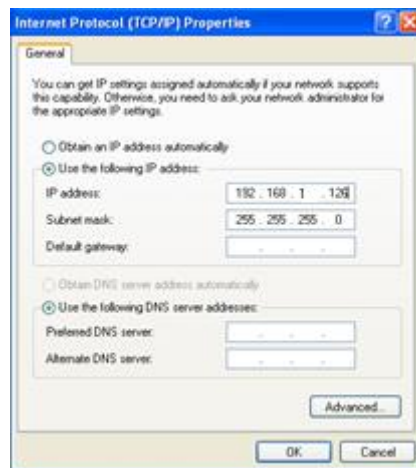 Internet Protocol (TCP/IP) Properties
General
You can get IP settings assigned automatically if your network supports
this capability. Otherwise, you need to ask your network administrator for
the appropriate IP settings.
Obtain an IP address automatically
Use the following IP address:
IP address: 192 . 168 . 1 . 126
Subnet mask: 255 . 255 . 255 . 0
Default gateway: . . .
Obtain DNS server address automatically
Use the following DNS server addresses:
Preferred DNS server: . . .
Alternate DNS server: . . .
Advanced...
OK Cancel